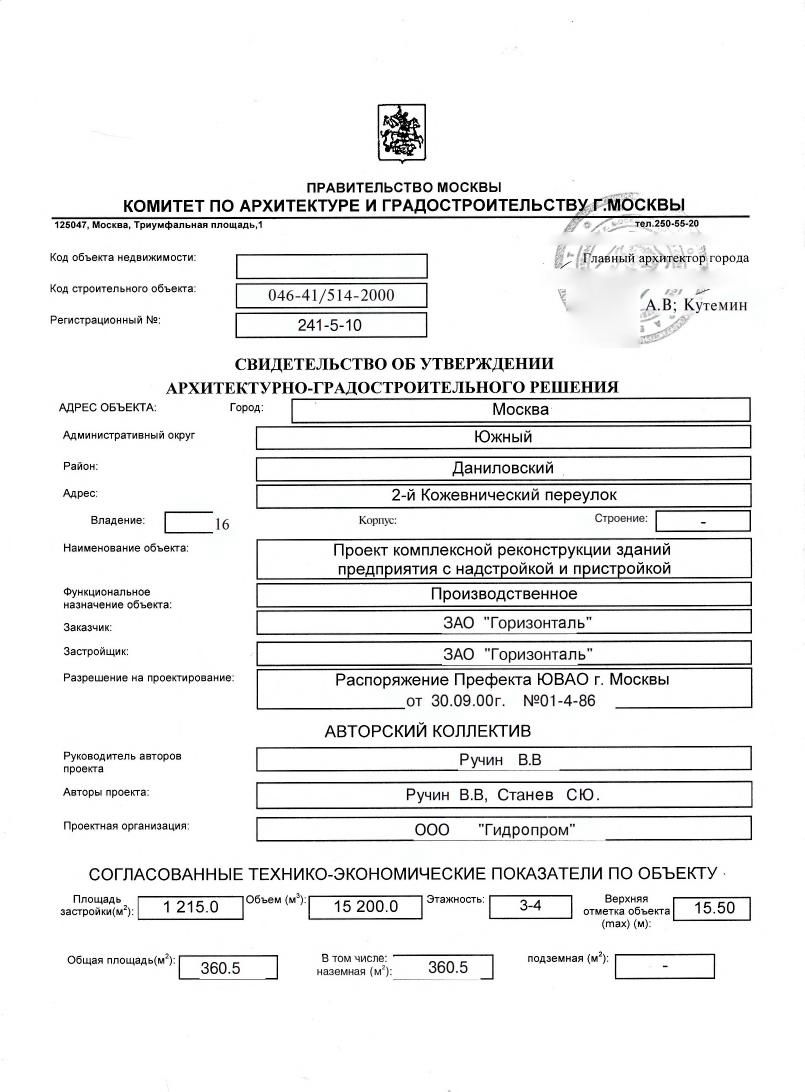 ПРАВИТЕЛЬСТВО МОСКВЫ
КОМИТЕТ ПО АРХИТЕКТУРЕ И ГРАДОСТРОИТЕЛЬСТВУ Г.МОСКВЫ
125047, Москва, Триумфальная площадь,1 тел.250-55-20
Код объекта недвижимости: Главный архитектор города
Код строительного объекта: 046-41/514-2000 А.В; Кутемин
Регистрационный №: 241-5-10
СВИДЕТЕЛЬСТВО ОБ УТВЕРЖДЕНИИ
АРХИТЕКТУРНО-ГРАДОСТРОИТЕЛЬНОГО РЕШЕНИЯ
АДРЕС ОБЪЕКТА: Город: Москва
Административный округ Южный
Район: Даниловский
Адрес: 2-й Кожевнический переулок
Владение: 16 Корпус: Строение: -
Наименование объекта: Проект комплексной реконструкции зданий
предприятия с надстройкой и пристройкой
Функциональное
назначение объекта: Производственное
Заказчик: ЗАО "Горизонталь"
Застройщик: ЗАО "Горизонталь"
Разрешение на проектирование: Распоряжение Префекта ЮВАО г. Москвы
от 30.09.00г. №01-4-86
АВТОРСКИЙ КОЛЛЕКТИВ
Руководитель авторов
проекта Ручин В.В
Авторы проекта: Ручин В.В, Станев С.Ю.
Проектная организация: ООО "Гидропром"
СОГЛАСОВАННЫЕ ТЕХНИКО-ЭКОНОМИЧЕСКИЕ ПОКАЗАТЕЛИ ПО ОБЪЕКТУ
Площадь
застройки(м²): 1 215.0 Объем (м³): 15 200.0 Этажность: 3-4 Верхняя
отметка объекта
(max) (м): 15.50
Общая площадь(м²): 360.5 В том числе:
наземная (м²): 360.5 подземная (м²): -